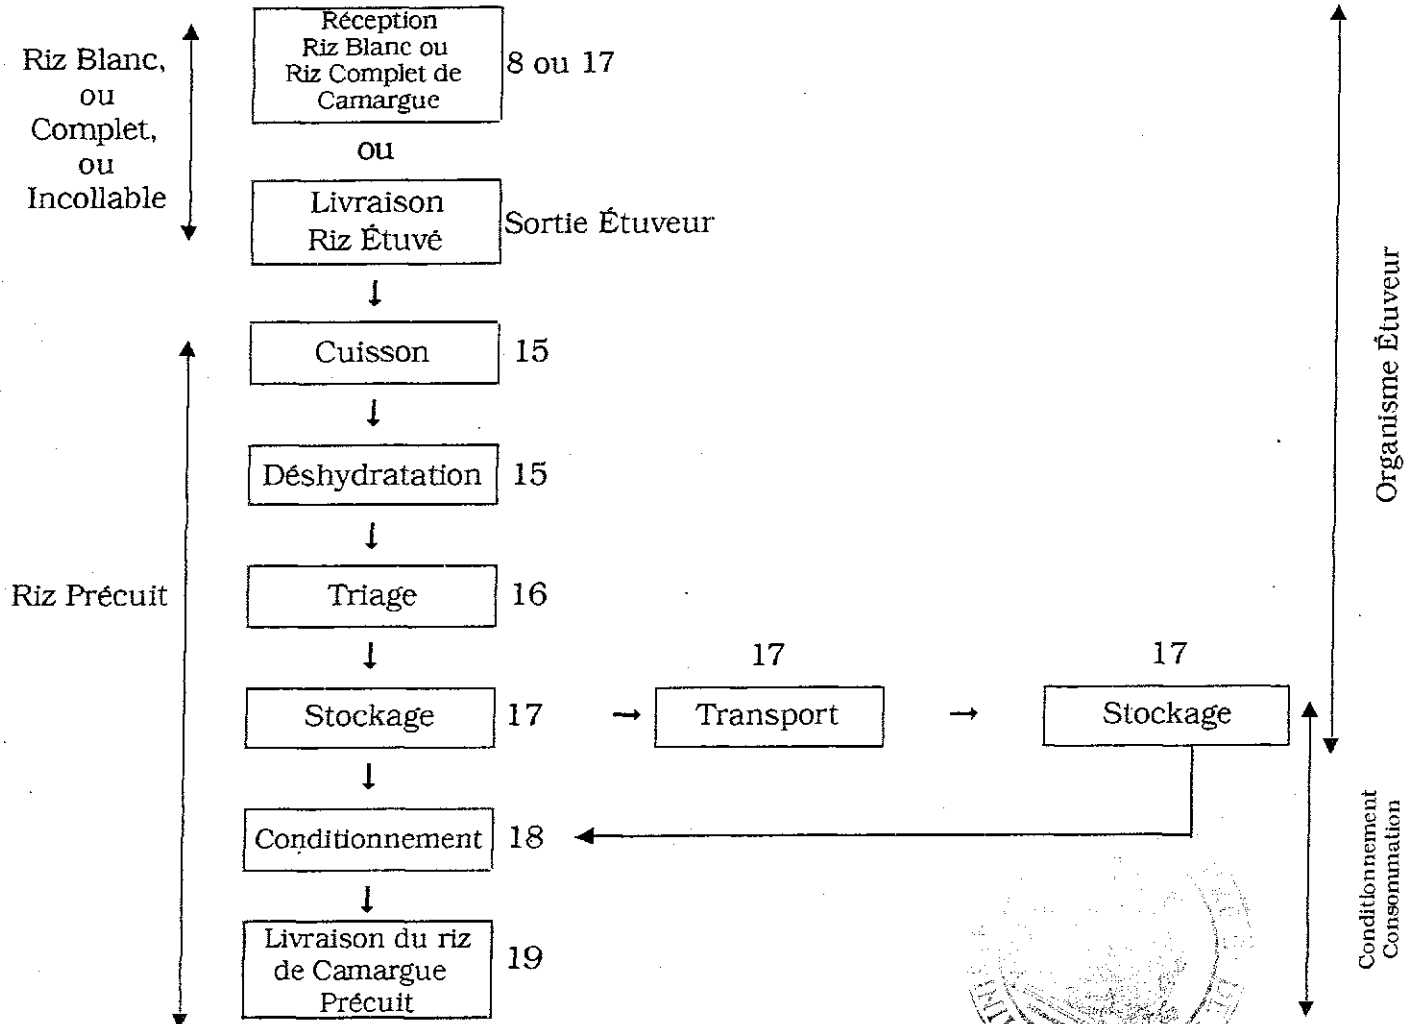 Réception
Riz Blanc ou
Riz Complet de
Camargue
8 ou 17
Riz Blanc,
ou
Complet,
ou
Incollable
ou
Livraison
Riz Étuvé
Sortie Étuveur
Cuisson
15
Déshydratation
15
Riz Précuit
Triage
16
Stockage
17
17
Transport
17
Stockage
Conditionnement
18
Livraison du riz
de Camargue
Précuit
19
Organisme Étuveur
Conditionnement
Consommation